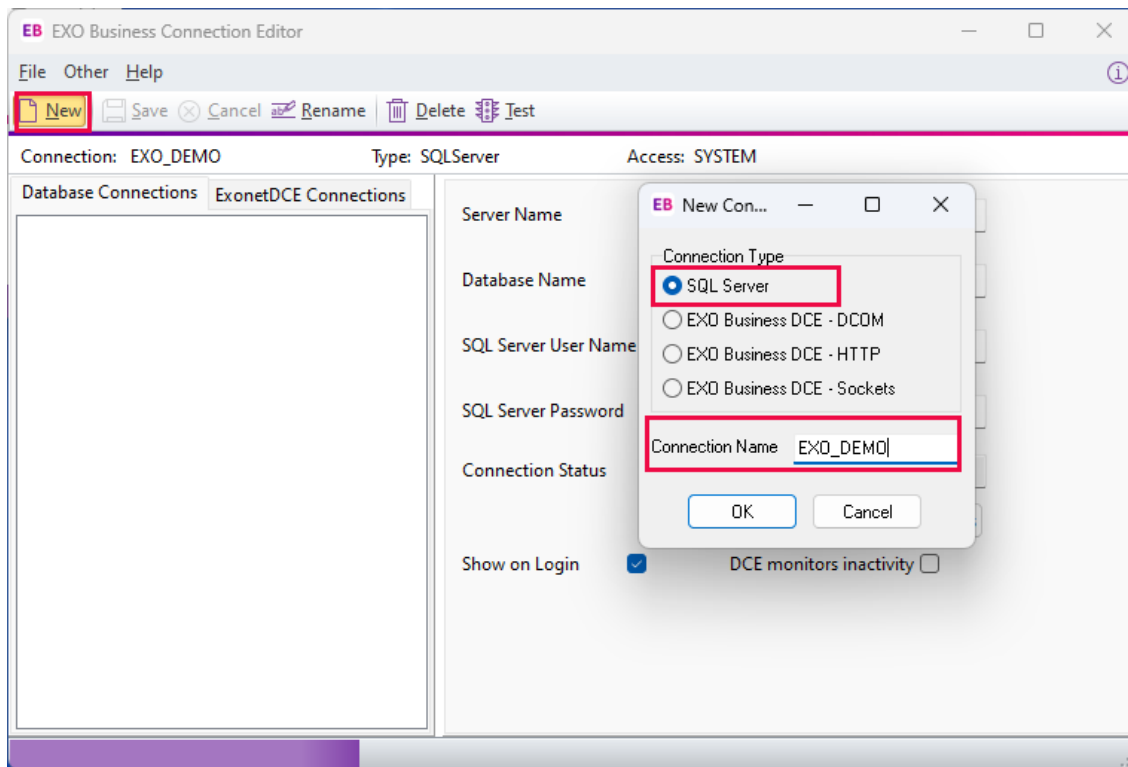 EB EXO Business Connection Editor
File Other Help
New Save Cancel Rename Delete Test
Connection: EXO_DEMO Type: SQLServer Access: SYSTEM
Database Connections ExonetDCE Connections
Server Name
Database Name
SQL Server User Name
SQL Server Password
Connection Status
Show on Login DCE monitors inactivity
EB New Con...
Connection Type
SQL Server
EXO Business DCE - DCOM
EXO Business DCE - HTTP
EXO Business DCE - Sockets
Connection Name EXO_DEMO
OK Cancel